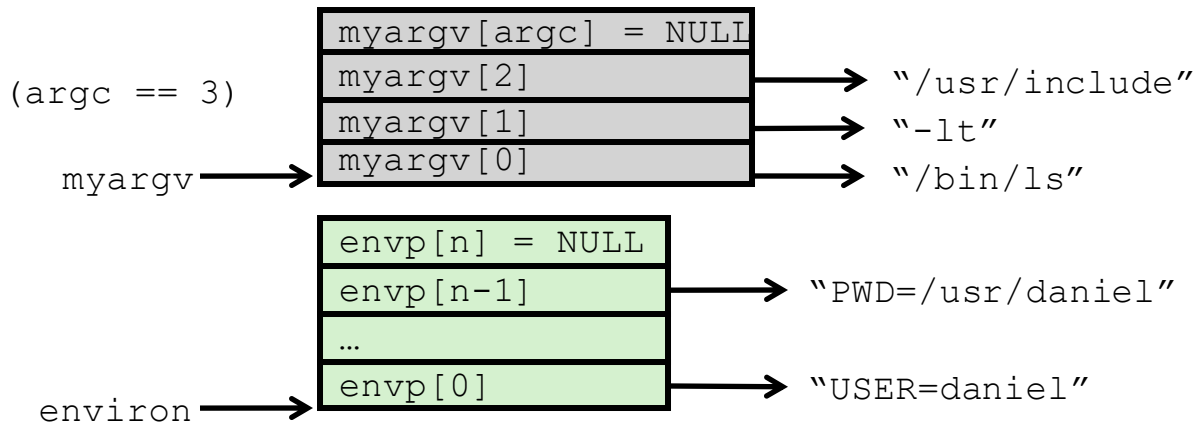 myargv[argc] = NULL
(argc == 3)
myargv[2]
“/usr/include”
myargv[1]
“-lt”
myargv
myargv[0]
“/bin/ls”
envp[n] = NULL
envp[n-1]
“PWD=/usr/daniel”
…
environ
envp[0]
“USER=daniel”